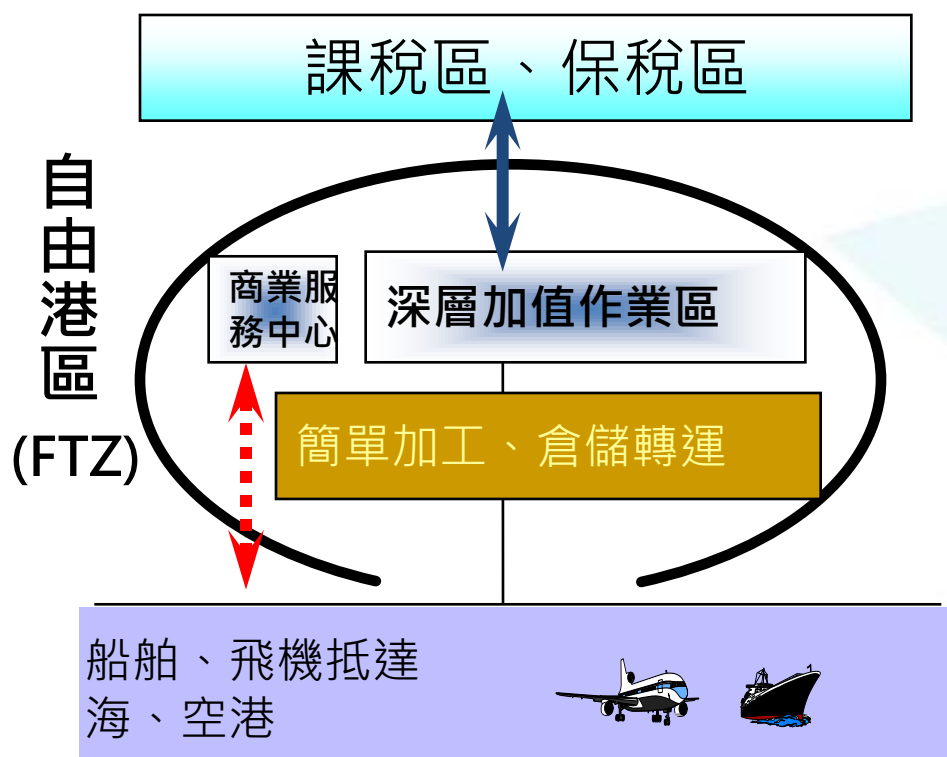 課稅區、保稅區
自由港區
(FTZ)
商業服
務中心
深層加值作業區
簡單加工、倉儲轉運
船舶、飛機抵達
海、空港